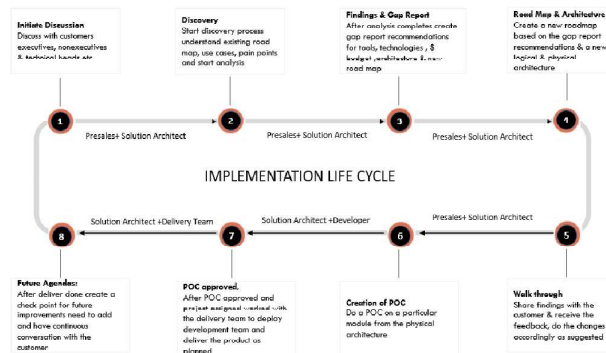 Initiate Discussion
Discuss with customers
executives, nonexecutives
& technical heads etc
Discovery
Start discovery process
understand existing road
map, use cases, pain points
and start analysis
Findings & Gap Report
After analysis completes create
gap report recommendations
for tools, technologies , $
budget ,architecture & new
road map
Road Map & Architecture
Create a new roadmap
based on the gap report
recommendations & a new
logical & physical
architecture
1
2
3
4
Presales+ Solution Architect
Presales+ Solution Architect
Presales+ Solution Architect
IMPLEMENTATION LIFE CYCLE
Solution Architect +Delivery Team
Solution Architect +Developer
Presales+ Solution Architect
8
7
6
5
Future Agendas:
After deliver done create a
check point for future
improvements need to add
and have continuous
conversation with the
customer
POC approved,
After POC approved and
project assigned worked with
the delivery team to deploy
development team and
deliver the product as
planned
Creation of POC
Do a POC on a particular
module from the physical
architecture
Walk through
Share findings with the
customer & receive the
feedback, do the changes
accordingly as suggested